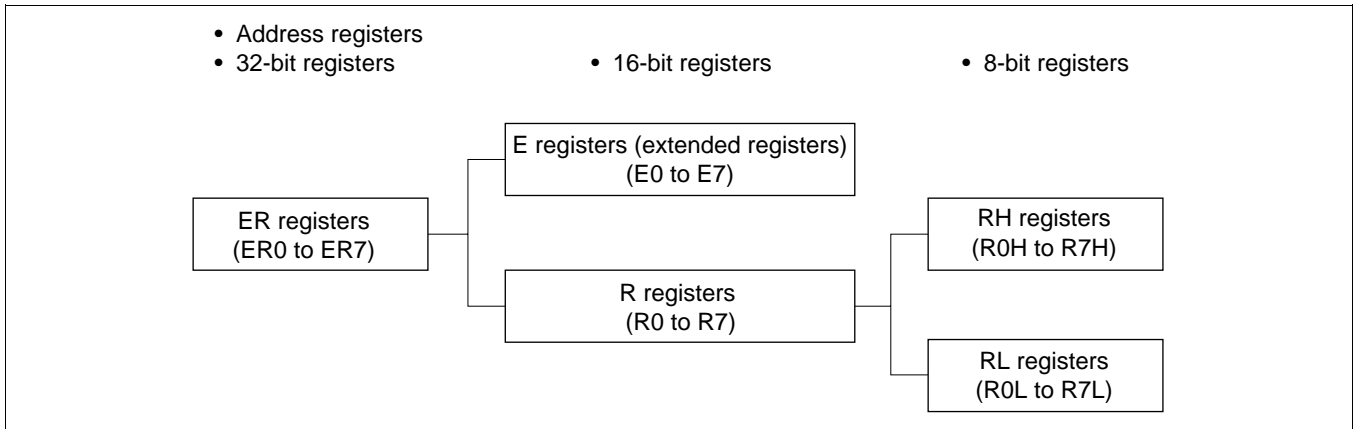 • Address registers
• 32-bit registers
• 16-bit registers
• 8-bit registers
E registers (extended registers)
(E0 to E7)
ER registers
(ER0 to ER7)
RH registers
(R0H to R7H)
R registers
(R0 to R7)
RL registers
(R0L to R7L)